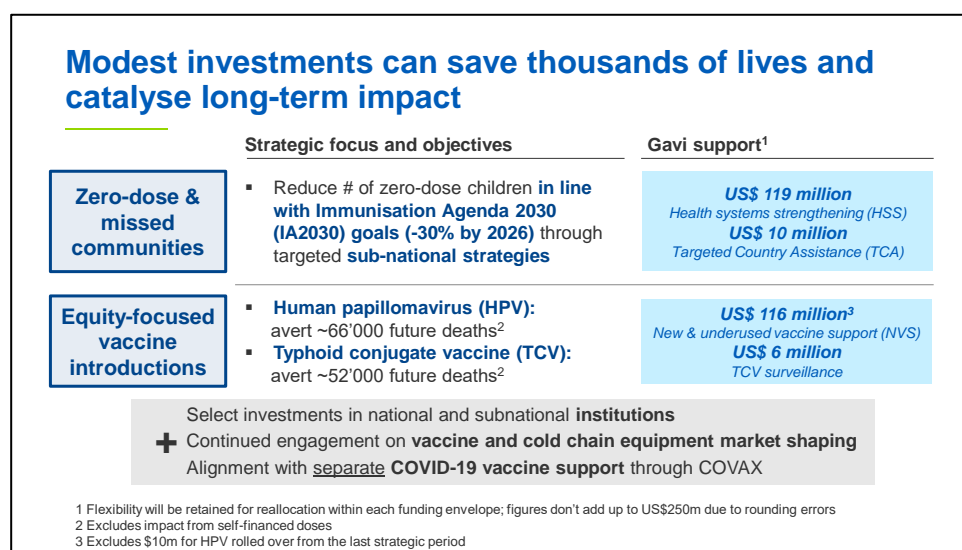 Modest investments can save thousands of lives and
catalyse long-term impact
Strategic focus and objectives
Gavi support1
Zero-dose &
missed
communities
▪ Reduce # of zero-dose children in line
with Immunisation Agenda 2030
(IA2030) goals (-30% by 2026) through
targeted sub-national strategies
US$ 119 million
Health systems strengthening (HSS)
US$ 10 million
Targeted Country Assistance (TCA)
Equity-focused
vaccine
introductions
▪ Human papillomavirus (HPV):
avert ~66'000 future deaths2
▪ Typhoid conjugate vaccine (TCV):
avert ~52'000 future deaths2
US$ 116 million3
New & underused vaccine support (NVS)
US$ 6 million
TCV surveillance
+
Select investments in national and subnational institutions
Continued engagement on vaccine and cold chain equipment market shaping
Alignment with separate COVID-19 vaccine support through COVAX
1 Flexibility will be retained for reallocation within each funding envelope; figures don't add up to US$250m due to rounding errors
2 Excludes impact from self-financed doses
3 Excludes $10m for HPV rolled over from the last strategic period